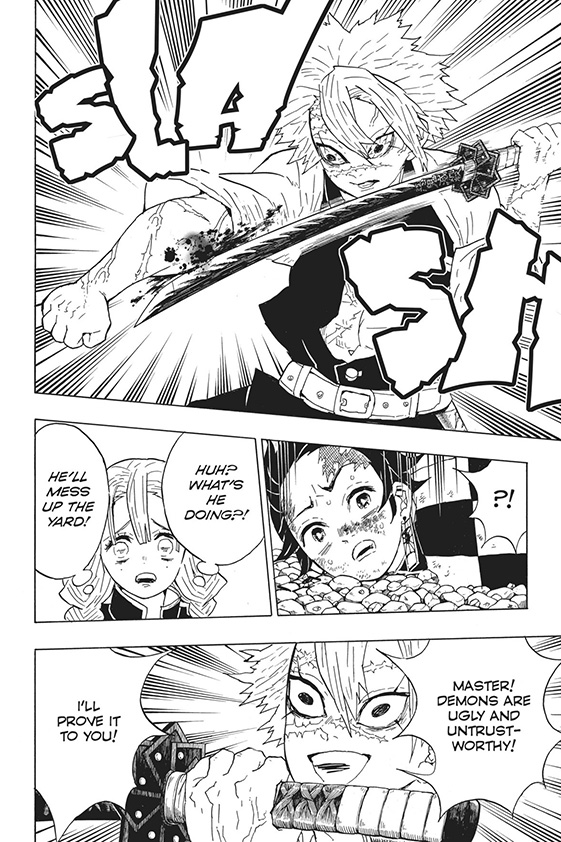 SLA
SH
?!
HUH?
WHAT'S
HE
DOING?!
HE'LL
MESS
UP THE
YARD!
MASTER!
DEMONS ARE
UGLY AND
UNTRUST-
WORTHY!
I'LL
PROVE IT
TO YOU!